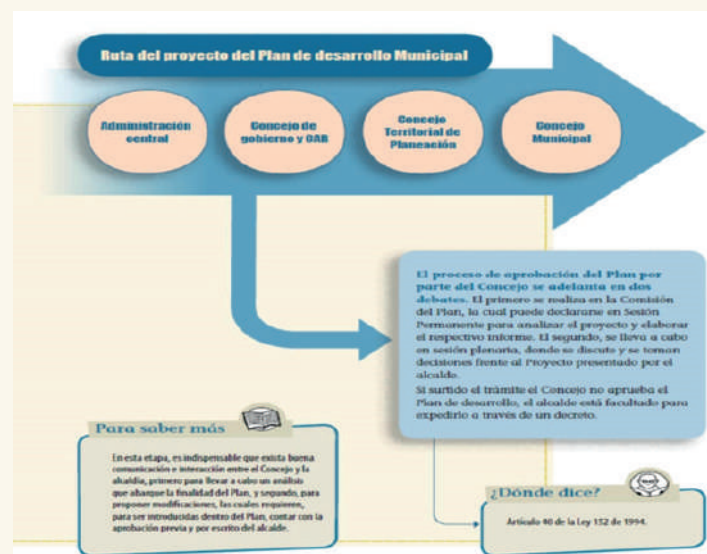 Ruta del proyecto del Plan de desarrollo Municipal
Administración
central
Concejo de
gobierno y CAR
Concejo
Territorial de
Planeación
Concejo
Municipal
El proceso de aprobación del Plan por
parte del Concejo se adelanta en dos
debates. El primero se realiza en la Comisión
del Plan, la cual puede declararse en Sesión
Permanente para analizar el proyecto y elaborar
el respectivo informe. El segundo, se lleva a cabo
en sesión plenaria, donde se discute y se toman
decisiones frente al Proyecto presentado por el
alcalde.
Si surtido el trámite el Concejo no aprueba el
Plan de desarrollo, el alcalde está facultado para
expedirlo a través de un decreto.
Para saber más
En esta etapa, es indispensable que exista buena
comunicación e interacción entre el Concejo y la
alcaldía, primero para llevar a cabo un análisis
que abarque la finalidad del Plan, y segundo, para
proponer modificaciones, las cuales requieren,
para ser introducidas dentro del Plan, contar con la
aprobación previa y por escrito del alcalde.
¿Dónde dice?
Artículo 40 de la Ley 152 de 1994.